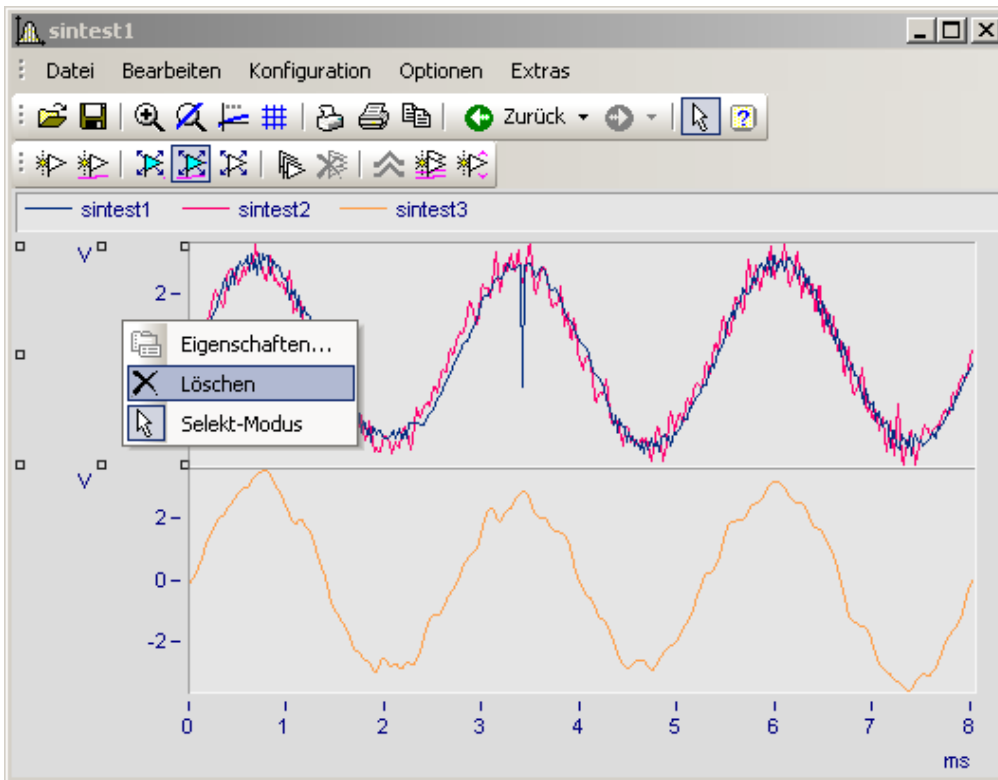 sintest1
Datei Bearbeiten Konfiguration Optionen Extras
Zurück ?
sintest1 sintest2 sintest3
V
2
Eigenschaften...
Löschen
Selekt-Modus
V
2
0
-2
0 1 2 3 4 5 6 7 8
ms